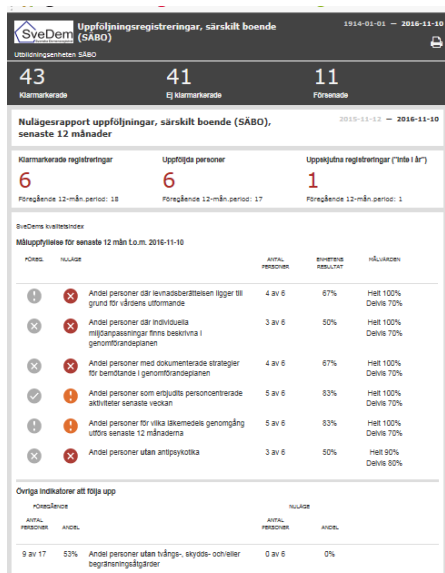 SveDem
Uppföljningsregistreringar, särskilt boende
(SÄBO)
1914-01-01 — 2016-11-10
Utbildningsenheten SÄBO
43 41 11
Klarmarkerade Ej klarmarkerade Försenade
Nulägesrapport uppföljningar, särskilt boende (SÄBO),
senaste 12 månader
2015-11-12 — 2016-11-10
Klarmarkerade registreringar Uppföljda personer Uppskjutna registreringar ("Inte i år")
6 6 1
Föregående 12-mån.period: 18 Föregående 12-mån.period: 17 Föregående 12-mån.period: 1
SveDems kvalitetsindex
Måluppfyllelse för senaste 12 mån t.o.m. 2016-11-10
FÖREG. NULÄGE ANTAL PERSONER ENHETENS RESULTAT MÅLVÄRDEN
Andel personer där levnadsberättelsen ligger till 4 av 6 67% Helt 100%
grund för vårdens utformande Delvis 70%
Andel personer där individuella 3 av 6 50% Helt 100%
miljöanpassningar finns beskrivna i Delvis 70%
genomförandeplanen
Andel personer med dokumenterade strategier 4 av 6 67% Helt 100%
för bemötande i genomförandeplanen Delvis 70%
Andel personer som erbjudits personcentrerade 5 av 6 83% Helt 100%
aktiviteter senaste veckan Delvis 70%
Andel personer för vilka läkemedels genomgång 5 av 6 83% Helt 100%
utförs senaste 12 månaderna Delvis 70%
Andel personer utan antipsykotika 3 av 6 50% Helt 90%
Delvis 80%
Övriga indikatorer att följa upp
FÖREGÅENDE NULÄGE
ANTAL PERSONER ANDEL ANTAL PERSONER ANDEL
9 av 17 53% Andel personer utan tvångs-, skydds- och/eller 0 av 6 0%
begränsningsåtgärder